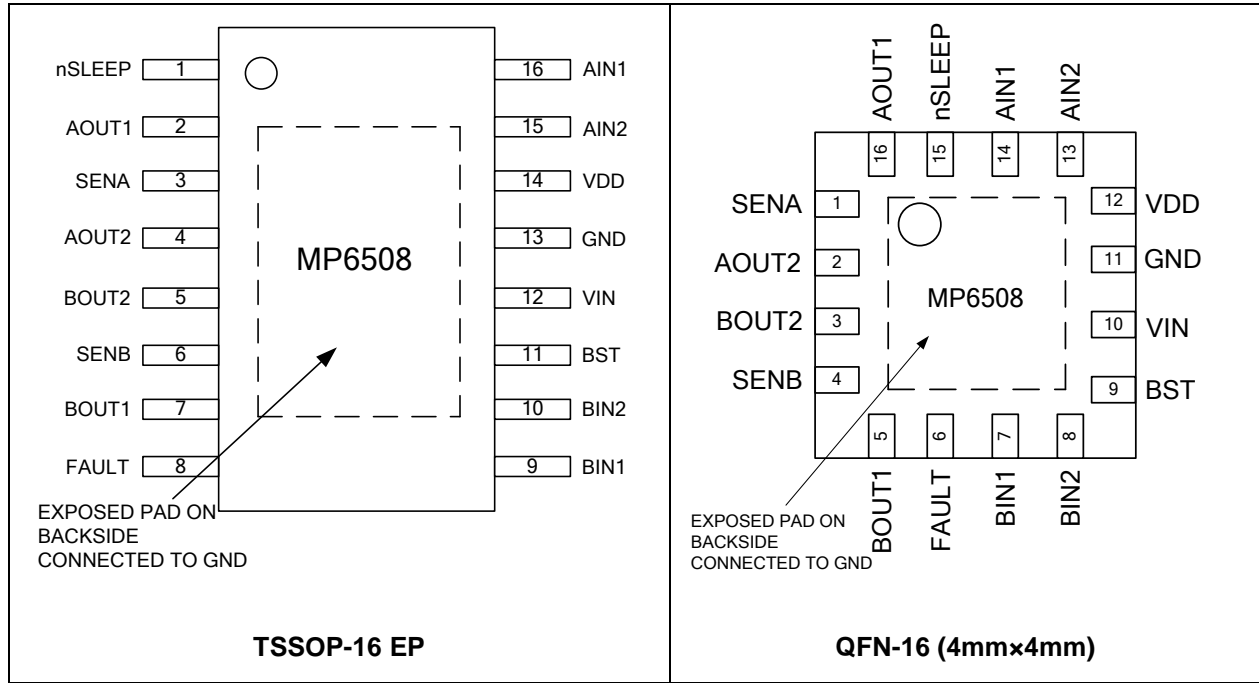 nSLEEP 1
AOUT1 2
SENA 3
AOUT2 4
BOUT2 5
SENB 6
BOUT1 7
FAULT 8
16 AIN1
15 AIN2
14 VDD
13 GND
12 VIN
11 BST
10 BIN2
9 BIN1
MP6508
EXPOSED PAD ON
BACKSIDE
CONNECTED TO GND
TSSOP-16 EP
AOUT1
nSLEEP
AIN1
AIN2
16
15
14
13
SENA 1
AOUT2 2
BOUT2 3
SENB 4
12 VDD
11 GND
10 VIN
9 BST
MP6508
5
6
7
8
BOUT1
FAULT
BIN1
BIN2
EXPOSED PAD ON
BACKSIDE
CONNECTED TO GND
QFN-16 (4mm×4mm)